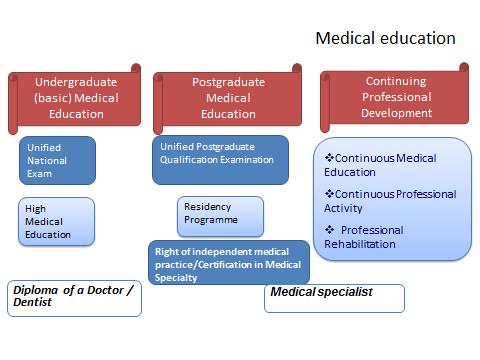 Medical education
Undergraduate
(basic) Medical
Education
Postgraduate
Medical
Education
Continuing
Professional
Development
Unified
National
Exam
Unified Postgraduate
Qualification Examination
❖Continuous Medical
Education
❖Continuous Professional
Activity
❖ Professional
Rehabilitation
High
Medical
Education
Residency
Programme
Right of independent medical
practice/Certification in Medical
Specialty
Diploma of a Doctor /
Dentist
Medical specialist